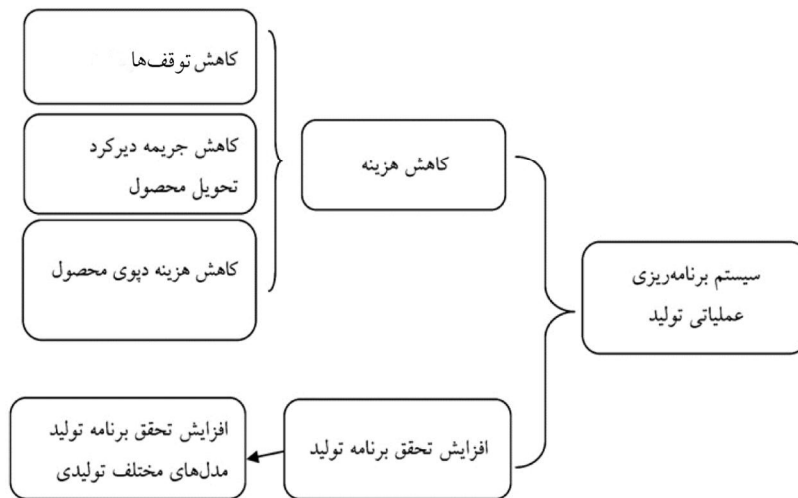 سیستم برنامه‌ریزی
عملیاتی تولید
کاهش هزینه
کاهش توقف‌ها
کاهش جریمه دیرکرد
تحویل محصول
کاهش هزینه دپوی محصول
افزایش تحقق برنامه تولید
افزایش تحقق برنامه تولید
مدل‌های مختلف تولیدی